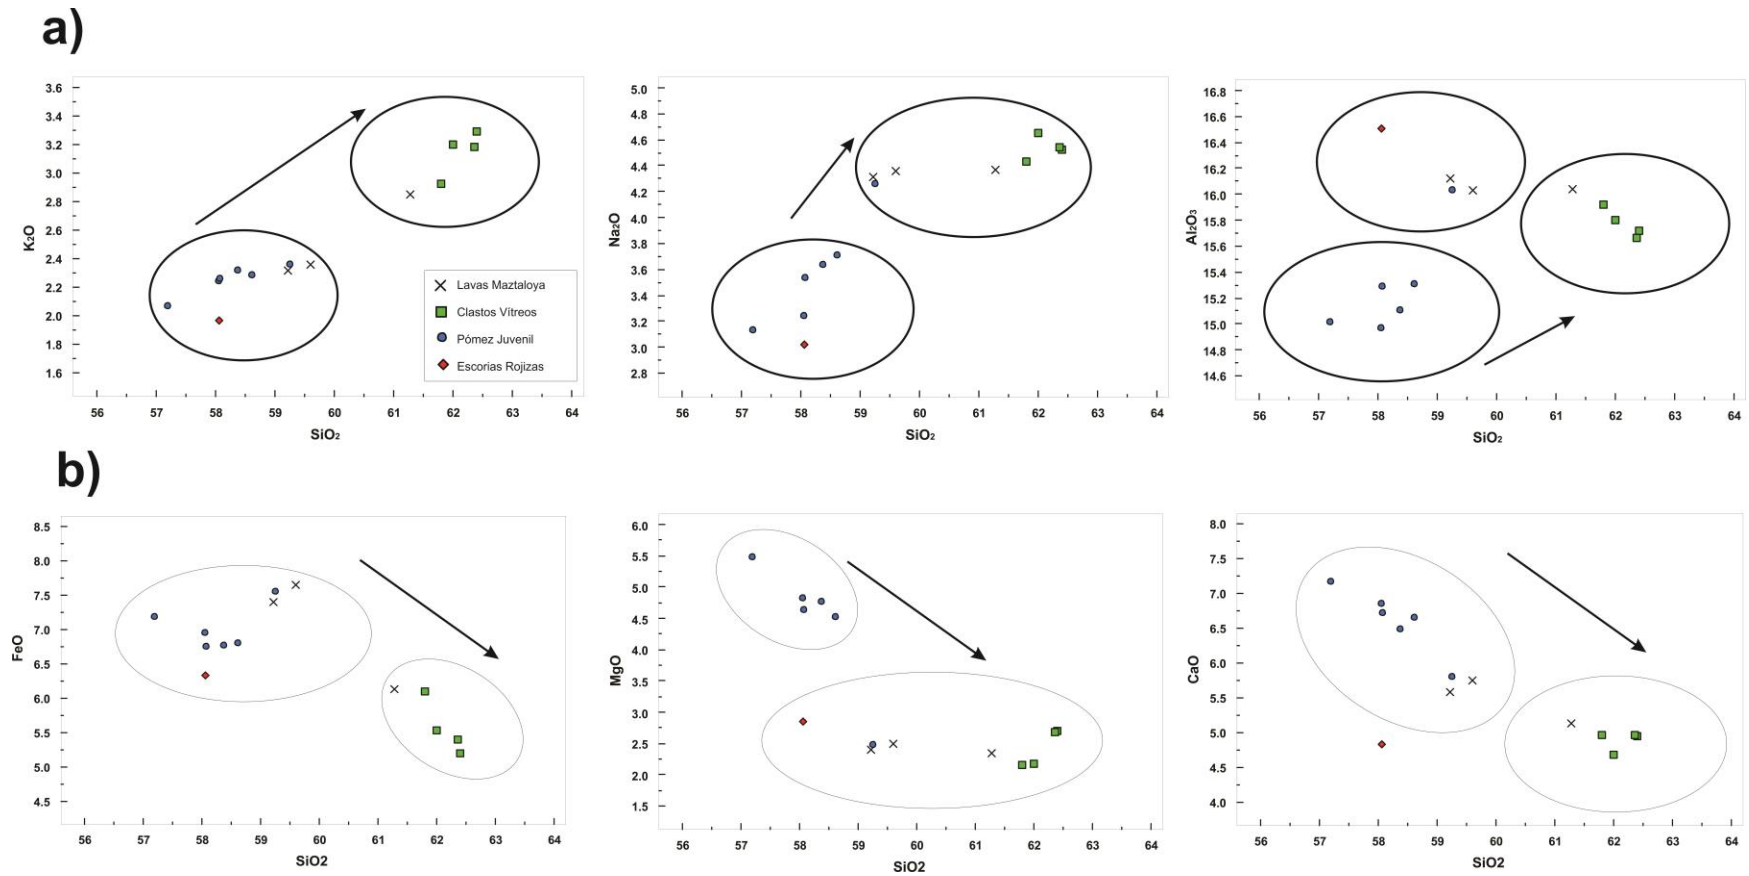 a)
3.6
3.4
3.2
3.0
2.8
2.6
2.4
2.2
2.0
1.8
1.6
K₂O
56 57 58 59 60 61 62 63 64
SiO₂
Lavas Maztaloya
Clastos Vítreos
Pómez Juvenil
Escorias Rojizas
5.0
4.8
4.6
4.4
4.2
4.0
3.8
3.6
3.4
3.2
3.0
2.8
Na₂O
56 57 58 59 60 61 62 63 64
SiO₂
16.8
16.6
16.4
16.2
16.0
15.8
15.6
15.4
15.2
15.0
14.8
14.6
Al₂O₃
56 57 58 59 60 61 62 63 64
SiO₂
b)
8.5
8.0
7.5
7.0
6.5
6.0
5.5
5.0
4.5
FeO
56 57 58 59 60 61 62 63 64
SiO2
6.0
5.5
5.0
4.5
4.0
3.5
3.0
2.5
2.0
1.5
MgO
56 57 58 59 60 61 62 63 64
SiO2
8.0
7.5
7.0
6.5
6.0
5.5
5.0
4.5
4.0
CaO
56 57 58 59 60 61 62 63 64
SiO2